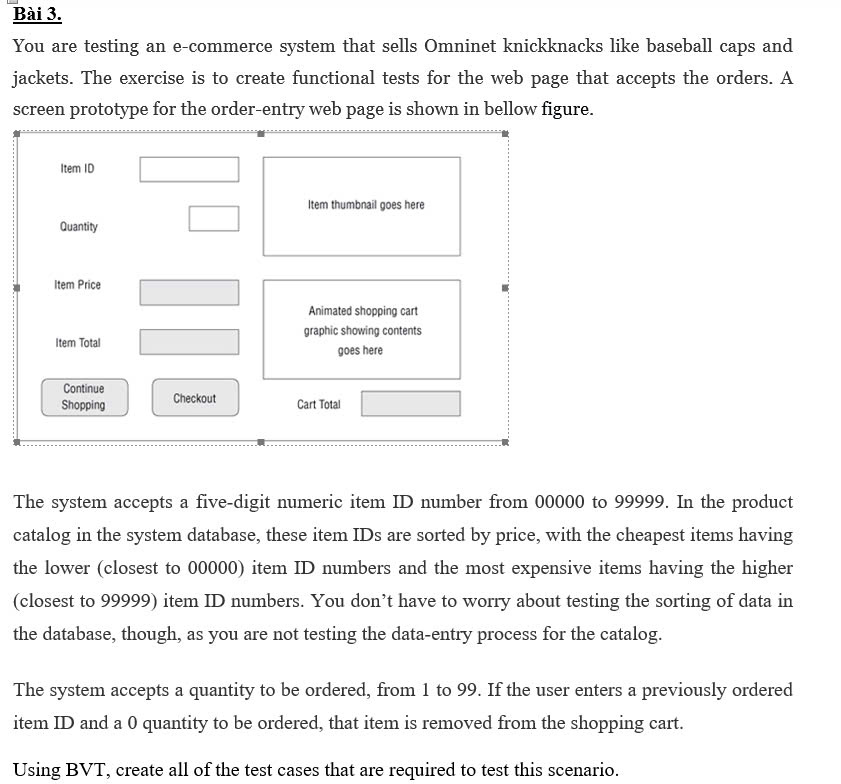 Bài 3.
You are testing an e-commerce system that sells Omninet knickknacks like baseball caps and
jackets. The exercise is to create functional tests for the web page that accepts the orders. A
screen prototype for the order-entry web page is shown in bellow figure.
Item ID
Item thumbnail goes here
Quantity
Item Price
Animated shopping cart
graphic showing contents
goes here
Item Total
Continue
Shopping
Checkout
Cart Total
The system accepts a five-digit numeric item ID number from 00000 to 99999. In the product
catalog in the system database, these item IDs are sorted by price, with the cheapest items having
the lower (closest to 00000) item ID numbers and the most expensive items having the higher
(closest to 99999) item ID numbers. You don’t have to worry about testing the sorting of data in
the database, though, as you are not testing the data-entry process for the catalog.
The system accepts a quantity to be ordered, from 1 to 99. If the user enters a previously ordered
item ID and a 0 quantity to be ordered, that item is removed from the shopping cart.
Using BVT, create all of the test cases that are required to test this scenario.